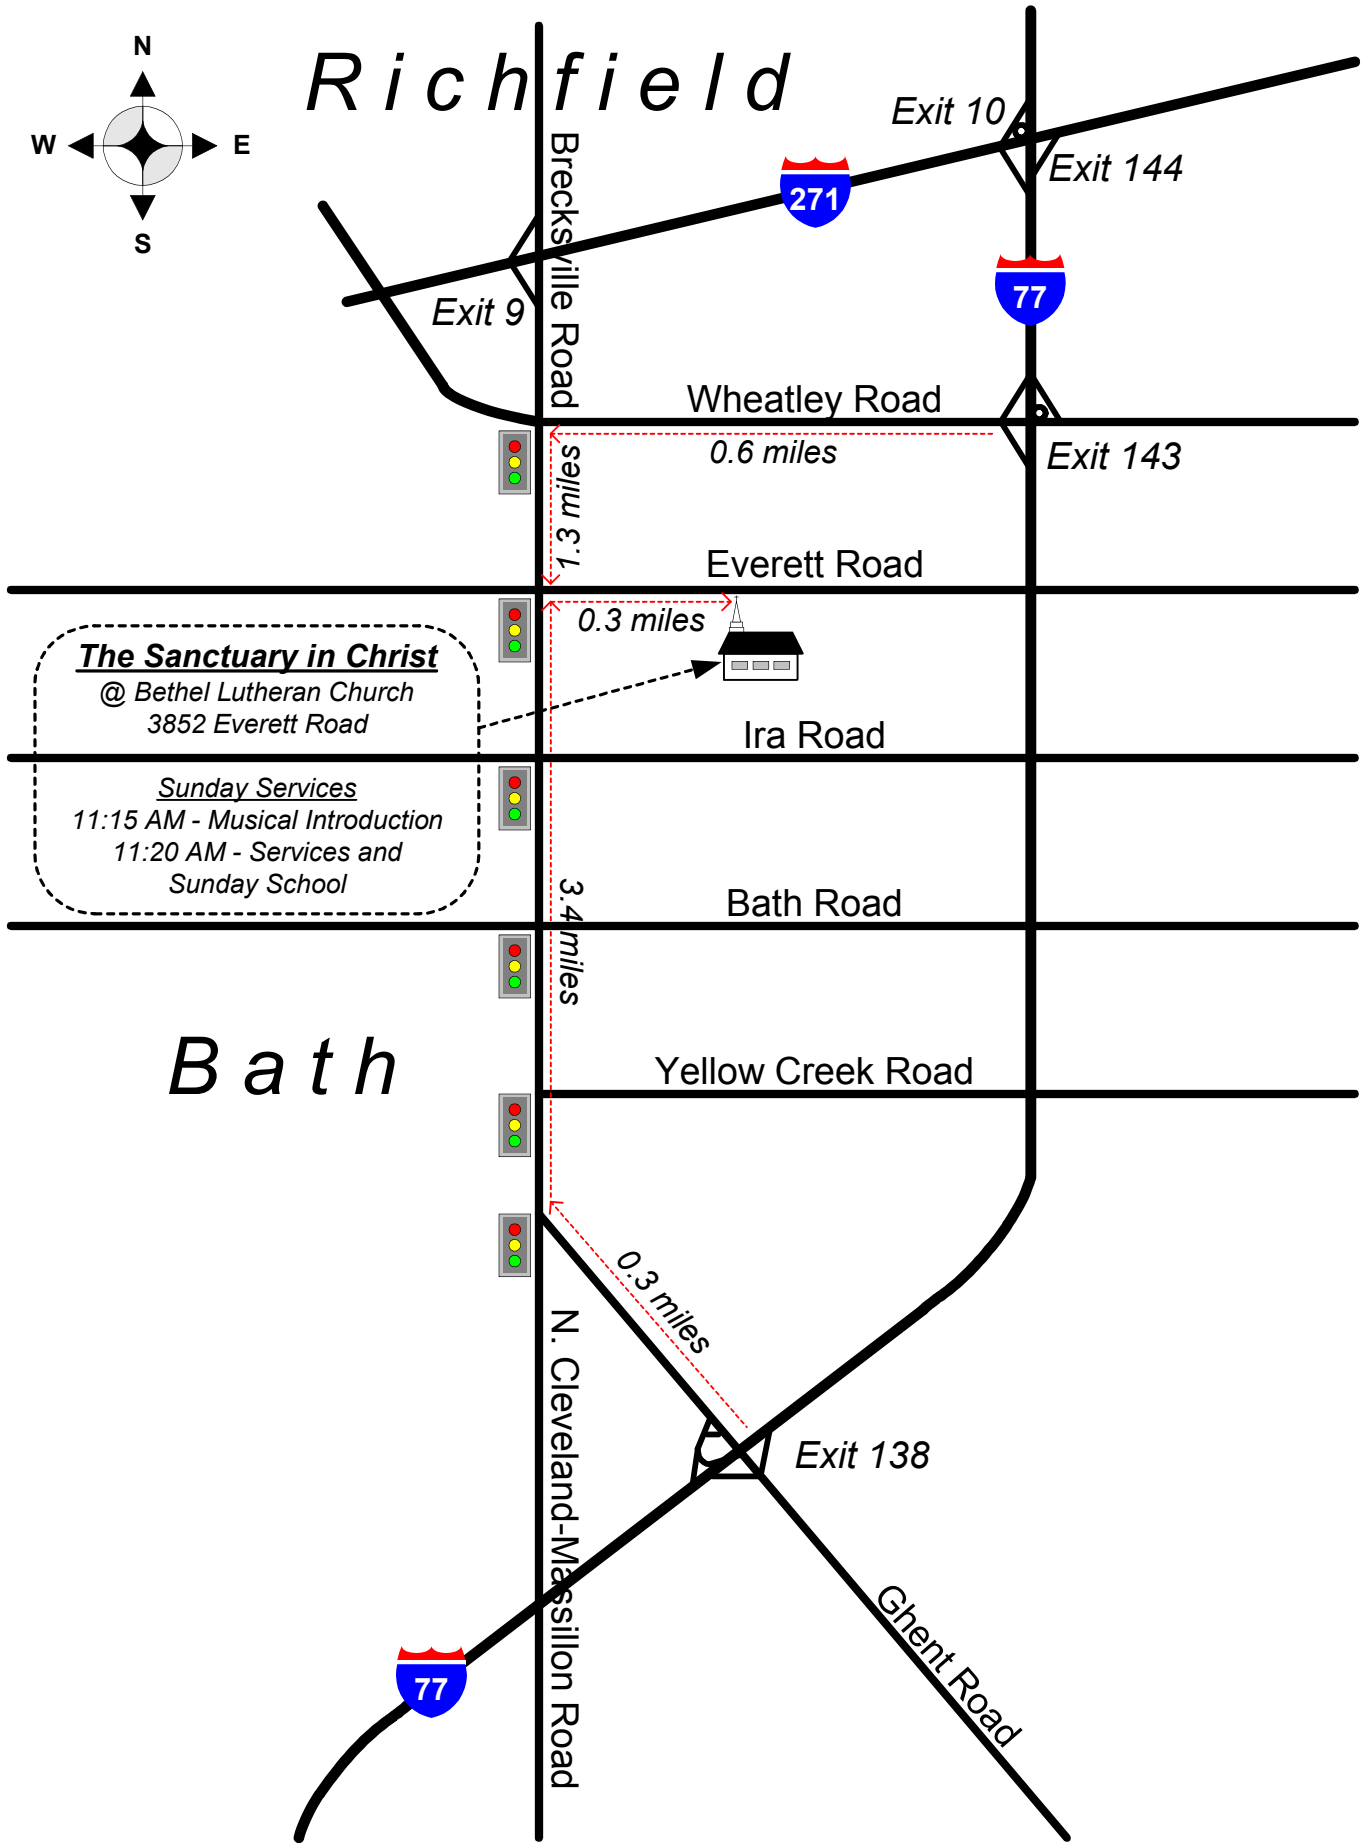 N
W
E
S
Richfield
Exit 10
Exit 144
271
Brecksville Road
77
Exit 9
Wheatley Road
0.6 miles
Exit 143
1.3 miles
Everett Road
0.3 miles
The Sanctuary in Christ
@ Bethel Lutheran Church
3852 Everett Road
Ira Road
Sunday Services
11:15 AM - Musical Introduction
11:20 AM - Services and
Sunday School
3.4 miles
Bath Road
Bath
Yellow Creek Road
0.3 miles
N. Cleveland-Massillon Road
Exit 138
Ghent Road
77